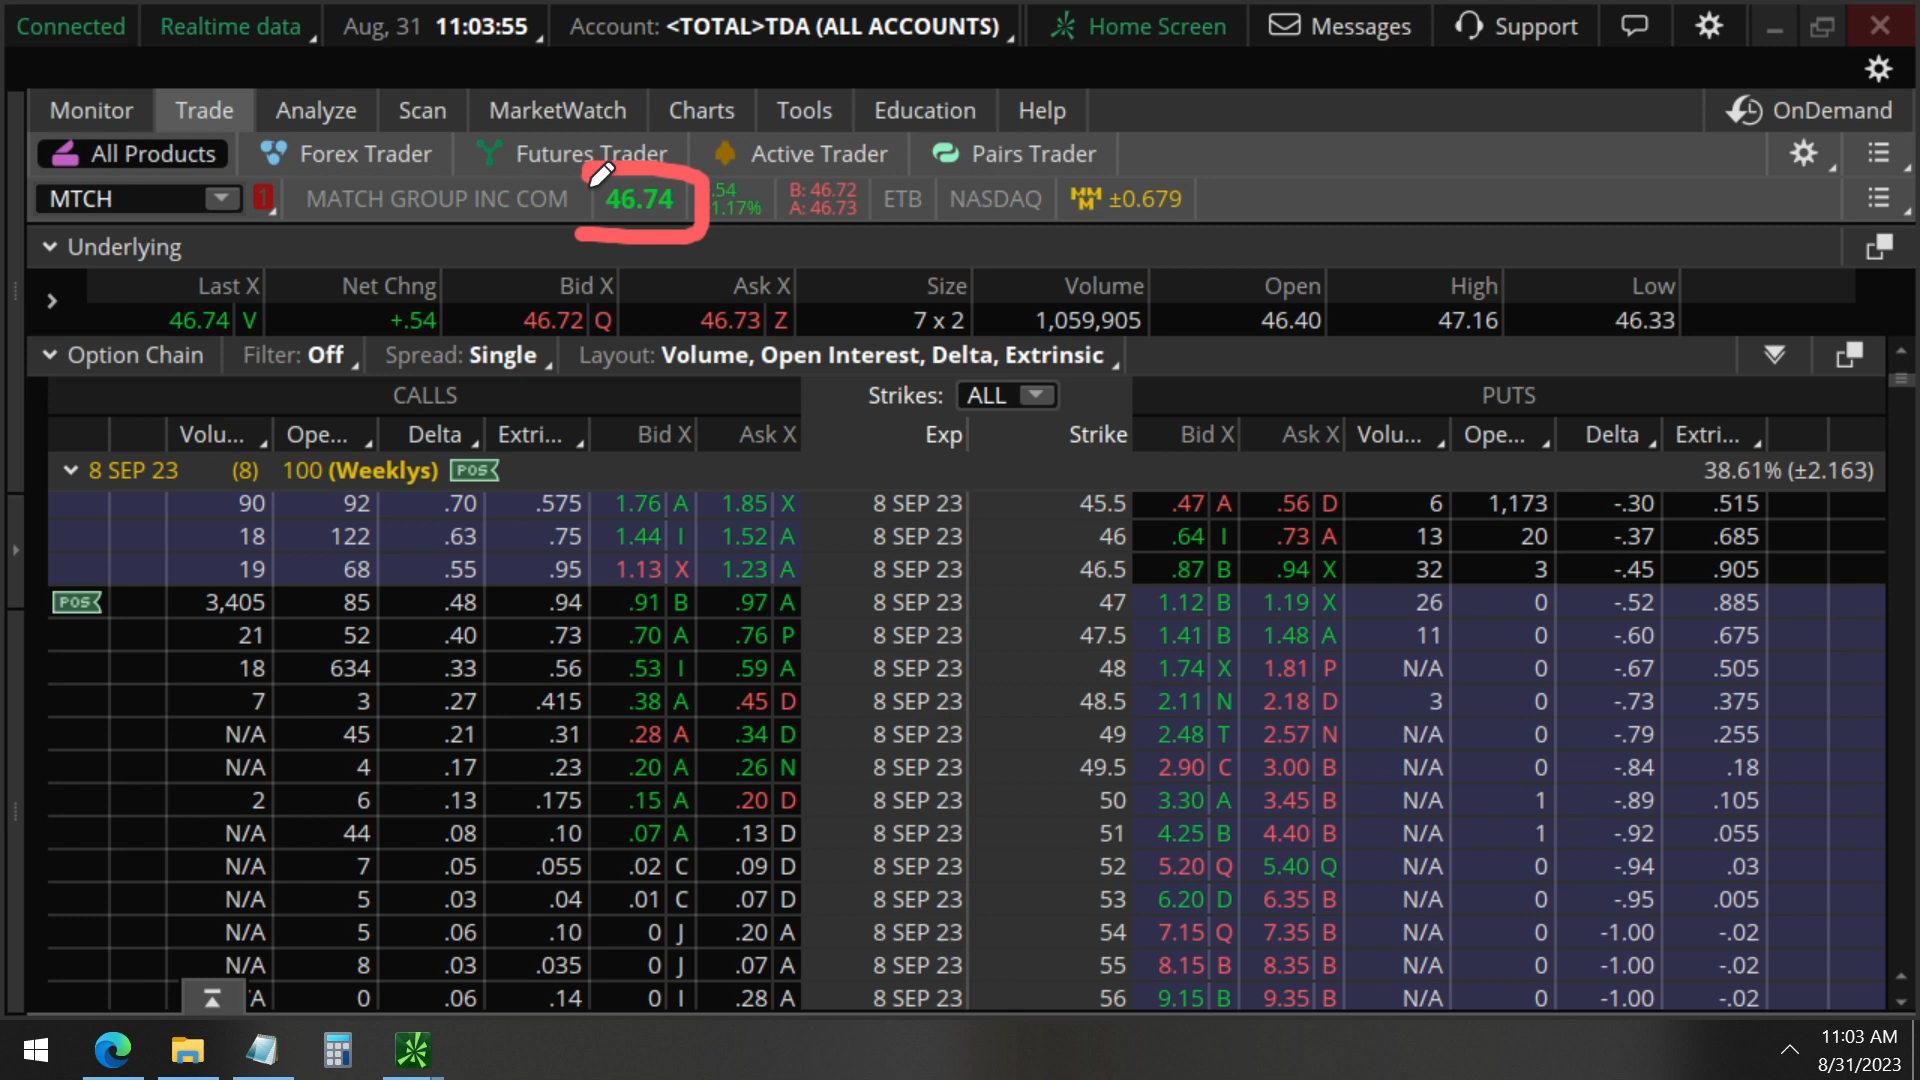 Connected Realtime data Aug, 31 11:03:55 Account: <TOTAL>TDA (ALL ACCOUNTS) Home Screen Messages Support
Monitor Trade Analyze Scan MarketWatch Charts Tools Education Help OnDemand
All Products Forex Trader Futures Trader Active Trader Pairs Trader
MTCH 1 MATCH GROUP INC COM 46.74 .54 1.17% B: 46.72 A: 46.73 ETB NASDAQ MMM ±0.679
Underlying
Last X Net Chng Bid X Ask X Size Volume Open High Low
46.74 V +.54 46.72 Q 46.73 Z 7 x 2 1,059,905 46.40 47.16 46.33
Option Chain Filter: Off Spread: Single Layout: Volume, Open Interest, Delta, Extrinsic
CALLS Strikes: ALL PUTS
Volu... Ope... Delta Extri... Bid X Ask X Exp Strike Bid X Ask X Volu... Ope... Delta Extri...
8 SEP 23 (8) 100 (Weeklys) POS 38.61% (±2.163)
90 92 .70 .575 1.76 A 1.85 X 8 SEP 23 45.5 .47 A .56 D 6 1,173 -.30 .515
18 122 .63 .75 1.44 I 1.52 A 8 SEP 23 46 .64 I .73 A 13 20 -.37 .685
19 68 .55 .95 1.13 X 1.23 A 8 SEP 23 46.5 .87 B .94 X 32 3 -.45 .905
POS 3,405 85 .48 .94 .91 B .97 A 8 SEP 23 47 1.12 B 1.19 X 26 0 -.52 .885
21 52 .40 .73 .70 A .76 P 8 SEP 23 47.5 1.41 B 1.48 A 11 0 -.60 .675
18 634 .33 .56 .53 I .59 A 8 SEP 23 48 1.74 X 1.81 P N/A 0 -.67 .505
7 3 .27 .415 .38 A .45 D 8 SEP 23 48.5 2.11 N 2.18 D 3 0 -.73 .375
N/A 45 .21 .31 .28 A .34 D 8 SEP 23 49 2.48 T 2.57 N N/A 0 -.79 .255
N/A 4 .17 .23 .20 A .26 N 8 SEP 23 49.5 2.90 C 3.00 B N/A 0 -.84 .18
2 6 .13 .175 .15 A .20 D 8 SEP 23 50 3.30 A 3.45 B N/A 1 -.89 .105
N/A 44 .08 .10 .07 A .13 D 8 SEP 23 51 4.25 B 4.40 B N/A 1 -.92 .055
N/A 7 .05 .055 .02 C .09 D 8 SEP 23 52 5.20 Q 5.40 Q N/A 0 -.94 .03
N/A 5 .03 .04 .01 C .07 D 8 SEP 23 53 6.20 D 6.35 B N/A 0 -.95 .005
N/A 5 .06 .10 0 J .20 A 8 SEP 23 54 7.15 Q 7.35 B N/A 0 -1.00 -.02
N/A 8 .03 .035 0 J .07 A 8 SEP 23 55 8.15 B 8.35 B N/A 0 -1.00 -.02
/A 0 .06 .14 0 I .28 A 8 SEP 23 56 9.15 B 9.35 B N/A 0 -1.00 -.02
11:03 AM
8/31/2023